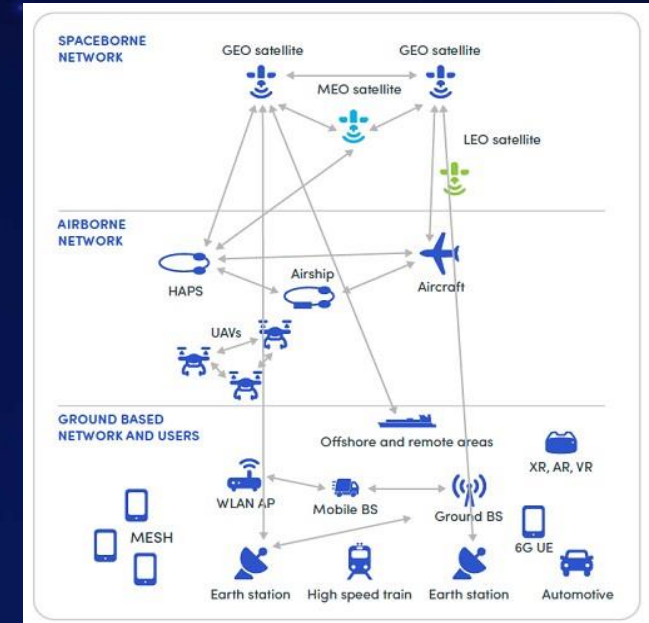 SPACEBORNE
NETWORK
GEO satellite
GEO satellite
MEO satellite
LEO satellite
AIRBORNE
NETWORK
HAPS
Airship
Aircraft
UAVs
GROUND BASED
NETWORK AND USERS
Offshore and remote areas
XR, AR, VR
WLAN AP
Mobile BS
Ground BS
MESH
6G UE
Earth station
High speed train
Earth station
Automotive